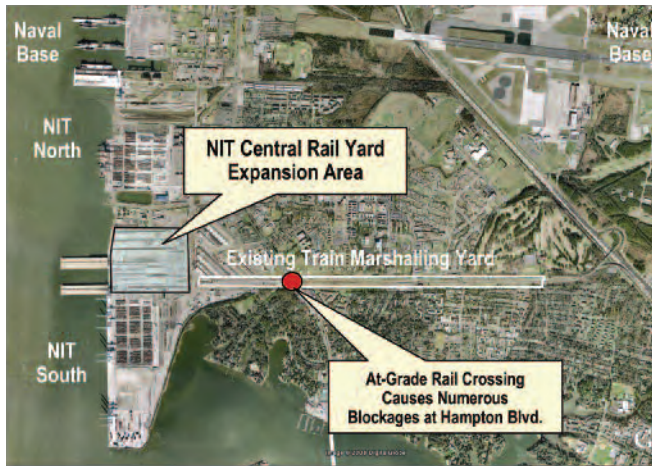 Naval
Base
Naval
Base
NIT
North
NIT Central Rail Yard
Expansion Area
Existing Train Marshalling Yard
NIT
South
At-Grade Rail Crossing
Causes Numerous
Blockages at Hampton Blvd.